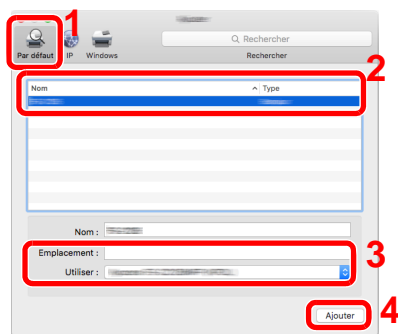 1
Rechercher
Par défaut IP Windows Rechercher
2
Nom Type
Nom :
Emplacement :
3
Utiliser :
Ajouter
4